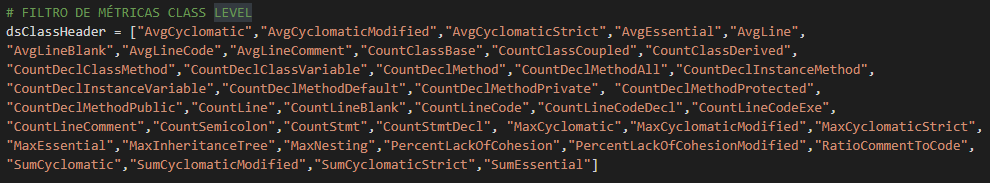 # FILTRO DE MÉTRICAS CLASS LEVEL
dsClassHeader = ["AvgCyclomatic","AvgCyclomaticModified","AvgCyclomaticStrict","AvgEssential","AvgLine",
"AvgLineBlank","AvgLineCode","AvgLineComment","CountClassBase","CountClassCoupled","CountClassDerived",
"CountDeclClassMethod","CountDeclClassVariable","CountDeclMethod","CountDeclMethodAll","CountDeclInstanceMethod",
"CountDeclInstanceVariable","CountDeclMethodDefault","CountDeclMethodPrivate", "CountDeclMethodProtected",
"CountDeclMethodPublic","CountLine","CountLineBlank","CountLineCode","CountLineCodeDecl","CountLineCodeExe",
"CountLineComment","CountSemicolon","CountStmt","CountStmtDecl", "MaxCyclomatic","MaxCyclomaticModified","MaxCyclomaticStrict",
"MaxEssential","MaxInheritanceTree","MaxNesting","PercentLackOfCohesion","PercentLackOfCohesionModified","RatioCommentToCode",
"SumCyclomatic","SumCyclomaticModified","SumCyclomaticStrict","SumEssential"]